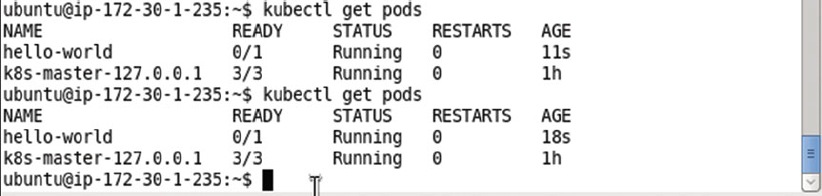 ubuntu@ip-172-30-1-235:~$ kubectl get pods
NAME READY STATUS RESTARTS AGE
hello-world 0/1 Running 0 11s
k8s-master-127.0.0.1 3/3 Running 0 1h
ubuntu@ip-172-30-1-235:~$ kubectl get pods
NAME READY STATUS RESTARTS AGE
hello-world 0/1 Running 0 18s
k8s-master-127.0.0.1 3/3 Running 0 1h
ubuntu@ip-172-30-1-235:~$